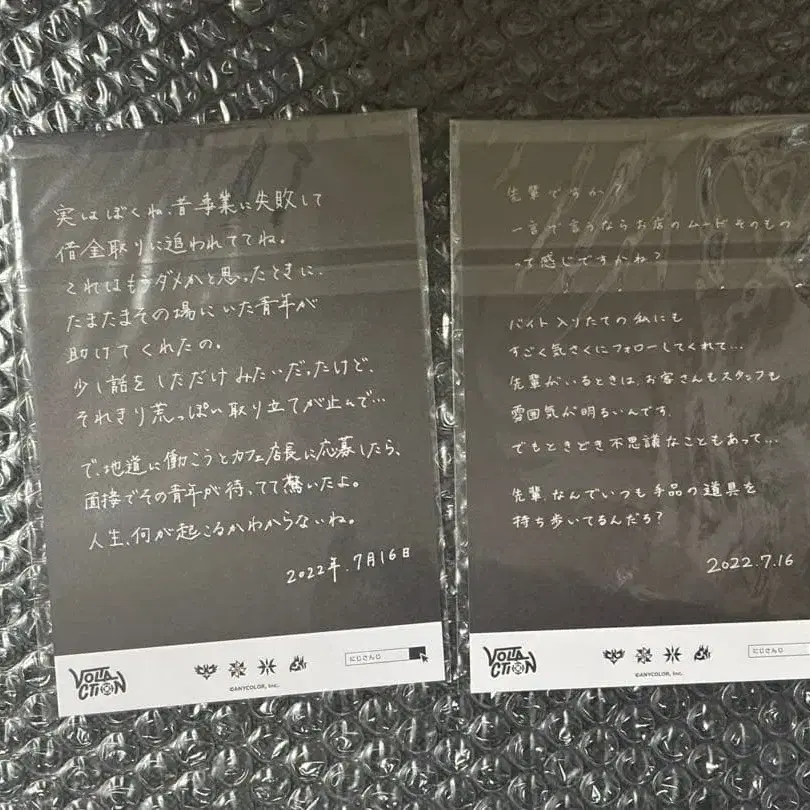 実はぼくね、昔事業に失敗して
借金取りに追われててね。
これはもうダメかと思ったときに、
たまたまその場にいた青年が
助けてくれたの。
少し話をしただけみたいだったけど、
それきり荒っぽい取り立てが止んで…
で、地道に働こうとカフェ店長に応募したら、
面接でその青年が待ってて驚いたよ。
人生、何が起こるかわからないね。
2022年.7月16日
VOLTACTION
にじさんじ
©ANYCOLOR, Inc.
先輩ですか?
一言で言うならお店のムードそのもの
って感じですかね?
バイト入りたての私にも
すごく気さくにフォローしてくれて…
先輩がいるときは、お客さんもスタッフも
雰囲気が明るいんです。
でもときどき不思議なこともあって…
先輩、なんでいつも手品の道具を
持ち歩いてるんだろ?
2022.7.16
VOLTACTION
にじさんじ
©ANYCOLOR, Inc.